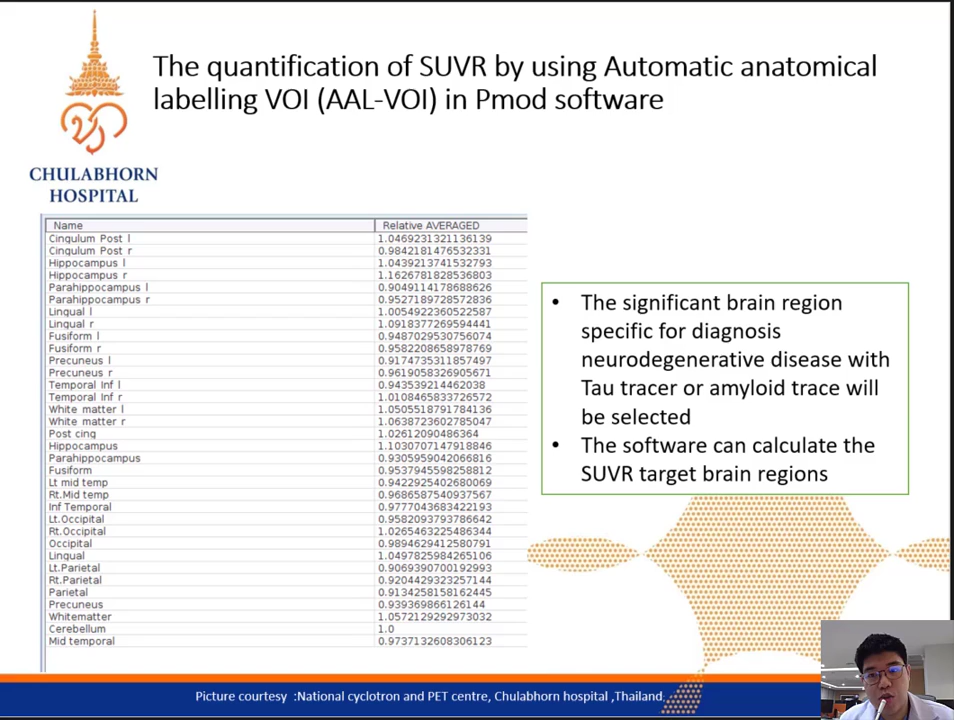 The quantification of SUVR by using Automatic anatomical
labelling VOI (AAL-VOI) in Pmod software
CHULABHORN
HOSPITAL
Name Relative AVERAGED
Cingulum Post l 1.0469231321136139
Cingulum Post r 0.9842181476532331
Hippocampus l 1.0439213741532793
Hippocampus r 1.1626781828536803
Parahippocampus l 0.9049114178688626
Parahippocampus r 0.9527189728572836
Lingual l 1.0054922360522587
Lingual r 1.0918377269594441
Fusiform l 0.9487029530756074
Fusiform r 0.9582208658978769
Precuneus l 0.9174735311857497
Precuneus r 0.9619058326905671
Temporal Inf l 0.943539214462038
Temporal Inf r 1.0108465833726572
White matter l 1.0505518791784136
White matter r 1.0638723602785047
Post cing 1.02612090486364
Hippocampus 1.1030707147918846
Parahippocampus 0.9305959042066816
Fusiform 0.9537945598258812
Lt mid temp 0.9422925402680069
Rt.Mid temp 0.9686587540937567
Inf Temporal 0.9777043683422193
Lt.Occipital 0.9582093793786642
Rt.Occipital 1.0265463225486344
Occipital 0.9894629412580791
Lingual 1.0497825984265106
Lt.Parietal 0.9069390700192993
Rt.Parietal 0.9204429323257144
Parietal 0.9134258158162445
Precuneus 0.939369866126144
Whitematter 1.0572129292973032
Cerebellum 1.0
Mid temporal 0.9737132608306123
• The significant brain region
specific for diagnosis
neurodegenerative disease with
Tau tracer or amyloid trace will
be selected
• The software can calculate the
SUVR target brain regions
Picture courtesy :National cyclotron and PET centre, Chulabhorn hospital ,Thailand